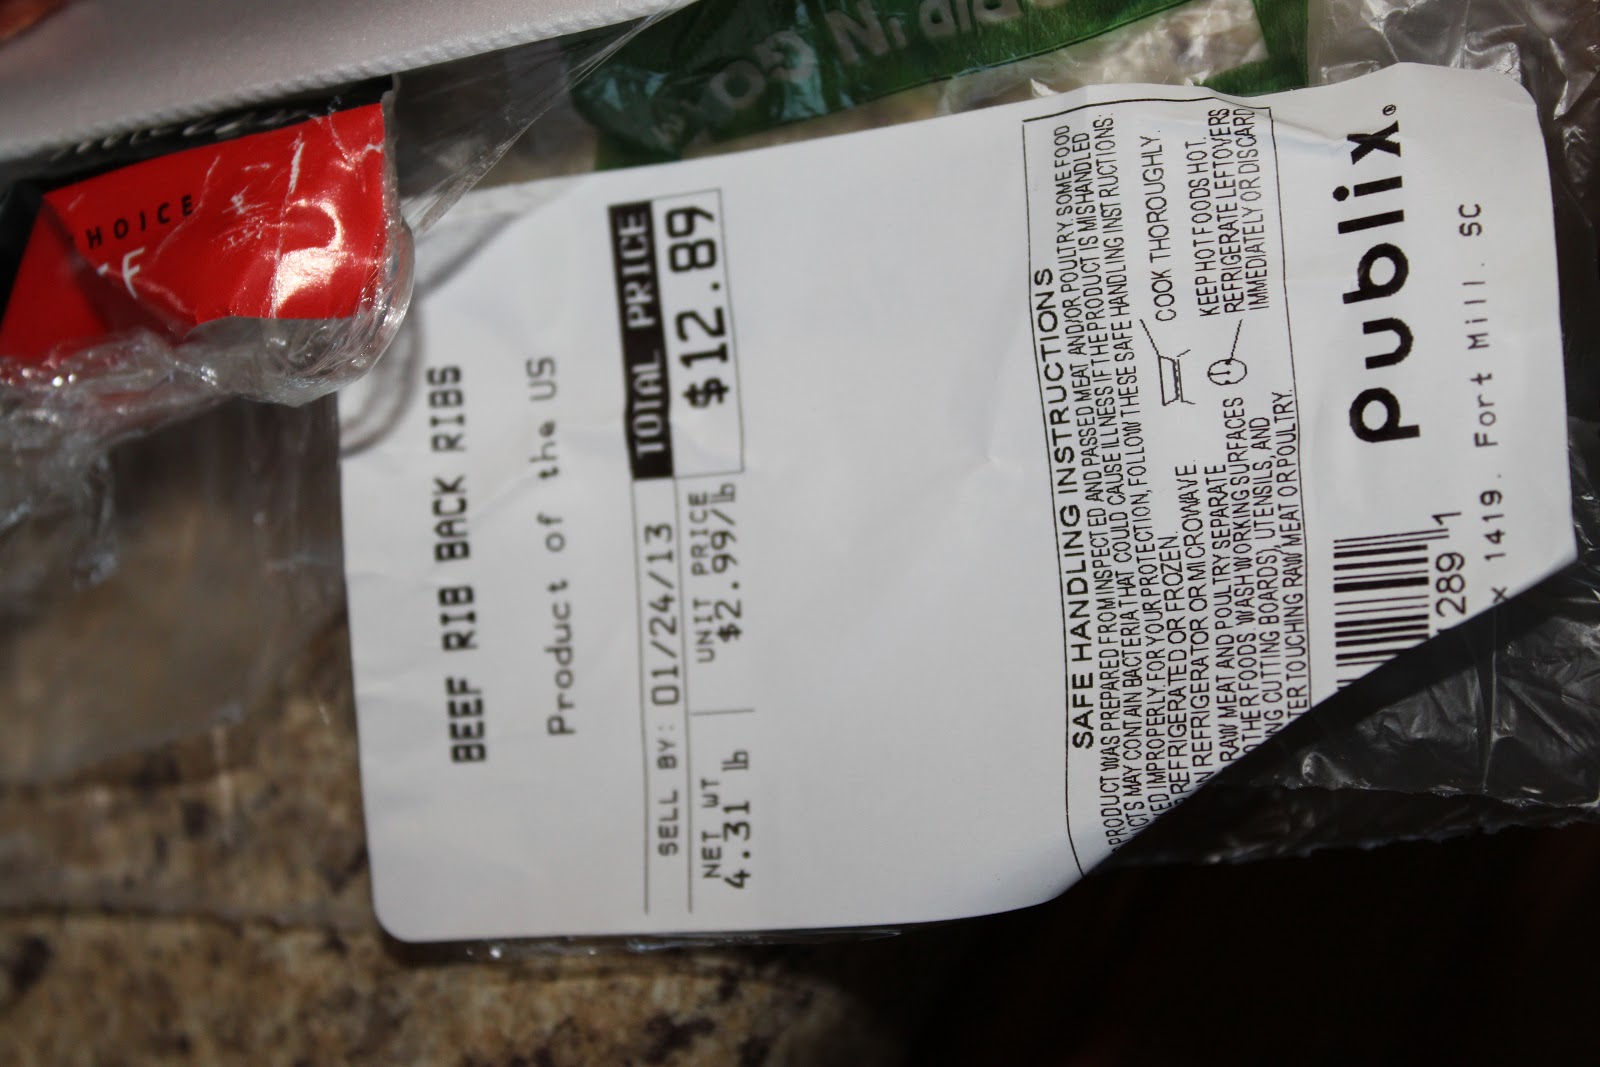 BEEF RIB BACK RIBS
Product of the US
SELL BY: 01/24/13
TOTAL PRICE
$12.89
NET WT
4.31 lb
UNIT PRICE
$2.99/lb
SAFE HANDLING INSTRUCTIONS
PRODUCT WAS PREPARED FROM INSPECTED AND PASSED MEAT AND/OR POULTRY. SOME FOOD
MAY CONTAIN BACTERIA THAT COULD CAUSE ILLNESS IF THE PRODUCT IS MISHANDLED
IMPROPERLY. FOR YOUR PROTECTION, FOLLOW THESE SAFE HANDLING INSTRUCTIONS:
REFRIGERATED OR FROZEN.
IN REFRIGERATOR OR MICROWAVE.
RAW MEAT AND POULTRY SEPARATE
OTHER FOODS. WASH WORKING SURFACES
CUTTING BOARDS), UTENSILS, AND
TOUCHING RAW MEAT OR POULTRY.
COOK THOROUGHLY.
KEEP HOT FOODS HOT.
REFRIGERATE LEFTOVERS
IMMEDIATELY OR DISCARD
289 1
publix®
1419. Fort Mill. SC
HOICE